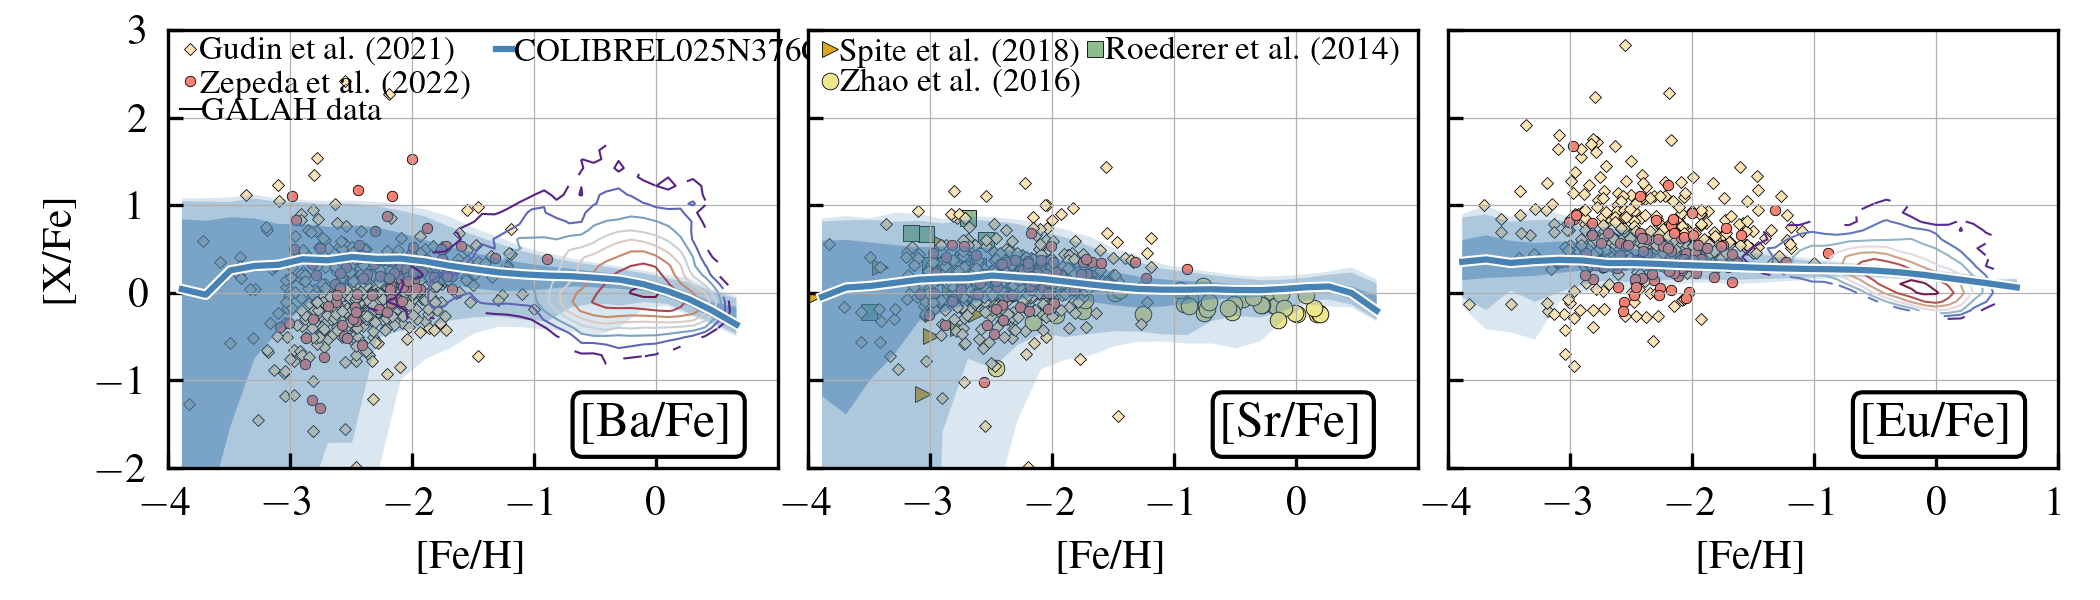 3
2
1
0
−1
−2
[X/Fe]
Gudin et al. (2021)
Zepeda et al. (2022)
GALAH data
COLIBREL025N376
Spite et al. (2018)
Zhao et al. (2016)
Roederer et al. (2014)
[Ba/Fe]
[Sr/Fe]
[Eu/Fe]
−4 −3 −2 −1 0
−4 −3 −2 −1 0
−4 −3 −2 −1 0 1
[Fe/H]
[Fe/H]
[Fe/H]